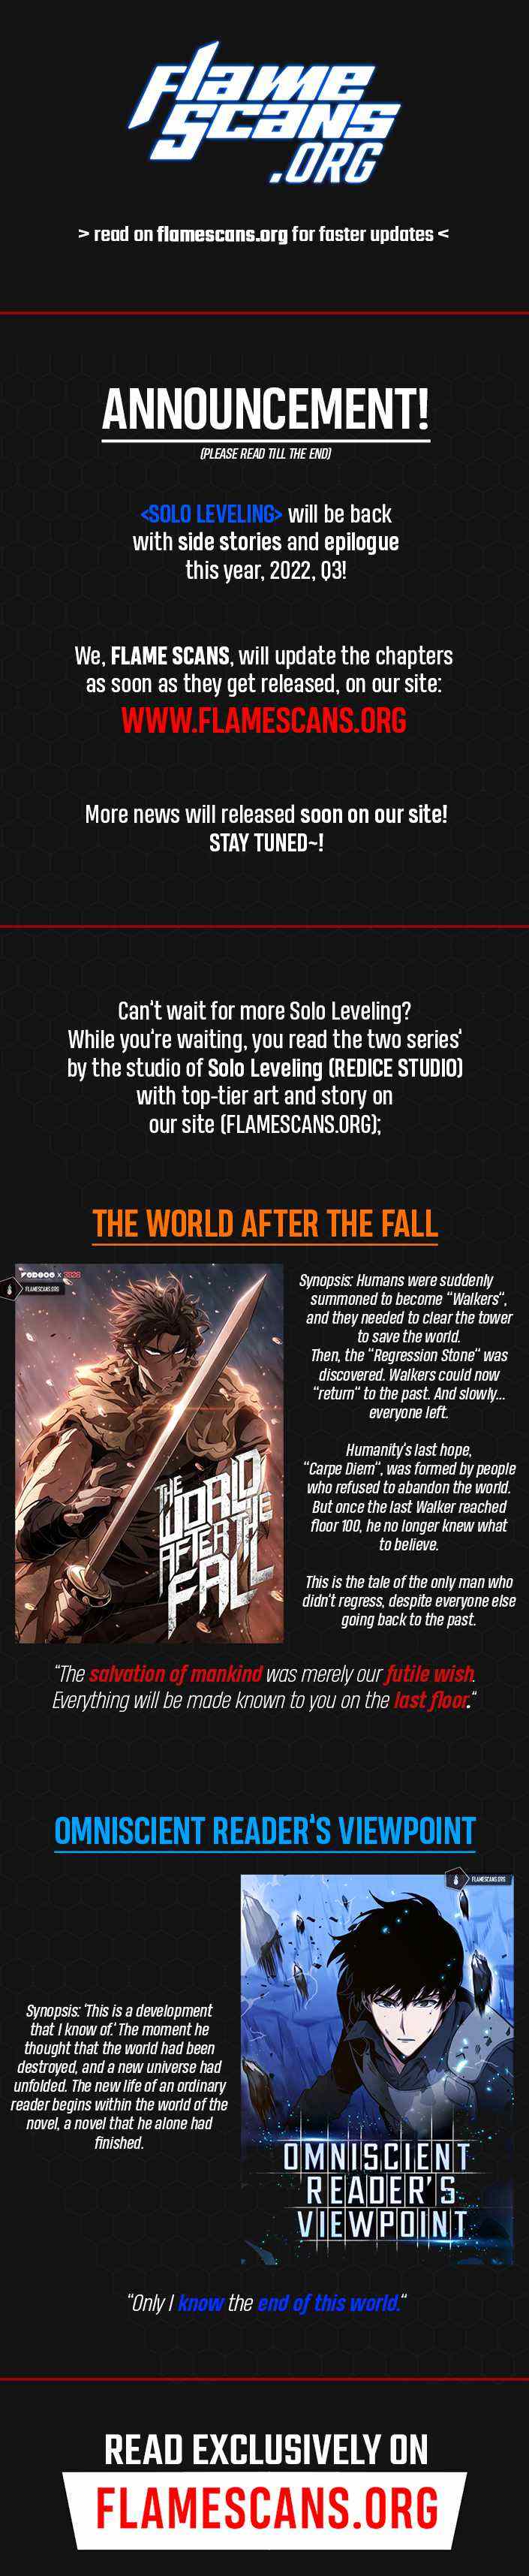 Flame
Scans
.ORG
> read on flamescans.org for faster updates <
ANNOUNCEMENT!
(PLEASE READ TILL THE END)
<SOLO LEVELING> will be back
with side stories and epilogue
this year, 2022, Q3!
We, FLAME SCANS, will update the chapters
as soon as they get released, on our site:
WWW.FLAMESCANS.ORG
More news will released soon on our site!
STAY TUNED~!
Can't wait for more Solo Leveling?
While you're waiting, you read the two series'
by the studio of Solo Leveling (REDICE STUDIO)
with top-tier art and story on
our site (FLAMESCANS.ORG);
THE WORLD AFTER THE FALL
FLAMESCANS.ORG
THE
WORLD
AFTER THE
FALL
Synopsis: Humans were suddenly
summoned to become "Walkers",
and they needed to clear the tower
to save the world.
Then, the "Regression Stone" was
discovered. Walkers could now
"return" to the past. And slowly...
everyone left.
Humanity's last hope,
"Carpe Diem", was formed by people
who refused to abandon the world.
But once the last Walker reached
floor 100, he no longer knew what
to believe.
This is the tale of the only man who
didn't regress, despite everyone else
going back to the past.
"The salvation of mankind was merely our futile wish.
Everything will be made known to you on the last floor."
OMNISCIENT READER'S VIEWPOINT
FLAMESCANS.ORG
Synopsis: 'This is a development
that I know of.' The moment he
thought that the world had been
destroyed, and a new universe had
unfolded. The new life of an ordinary
reader begins within the world of the
novel, a novel that he alone had
finished.
OMNISCIENT
READER'S
VIEWPOINT
"Only I know the end of this world."
READ EXCLUSIVELY ON
FLAMESCANS.ORG